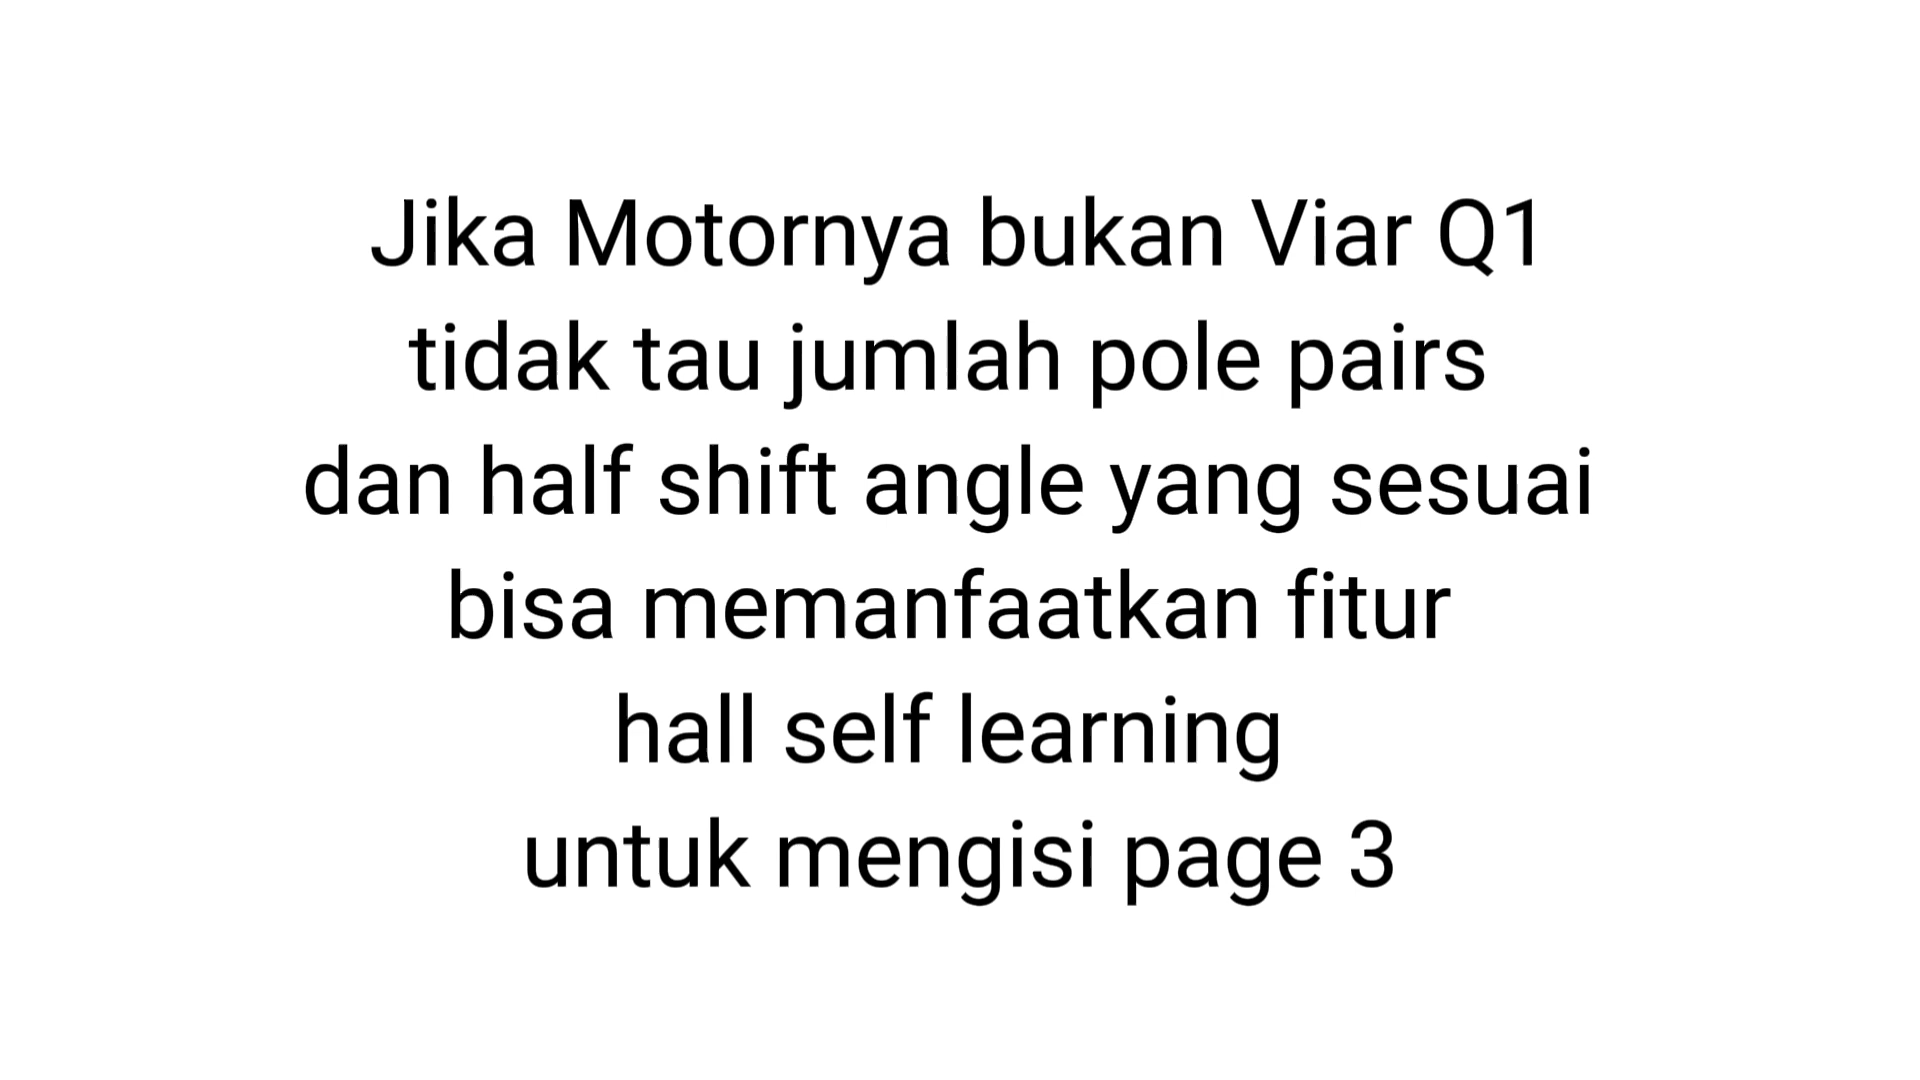 Jika Motornya bukan Viar Q1
tidak tau jumlah pole pairs
dan half shift angle yang sesuai
bisa memanfaatkan fitur
hall self learning
untuk mengisi page 3